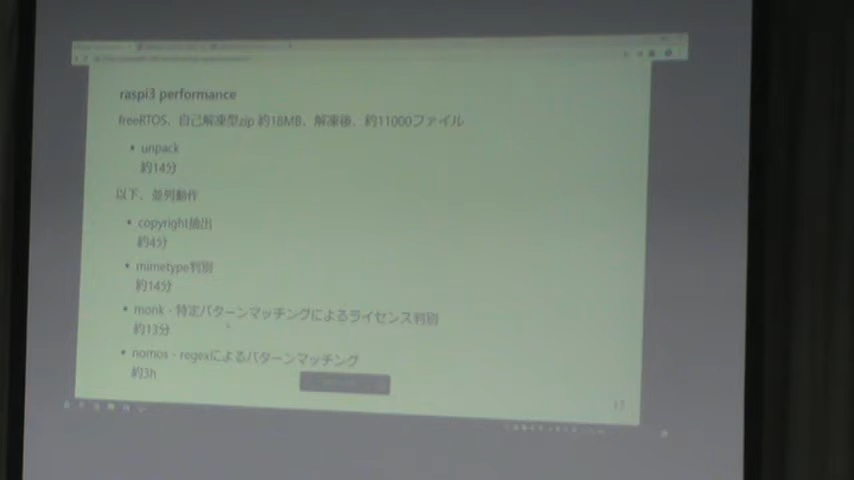 raspi3 performance
freeRTOS、自己解凍型zip 約18MB、解凍後、約11000ファイル
• unpack
約14分
以下、並列動作
• copyright抽出
約4分
• mimetype判別
約14分
• monk - 特定パターンマッチングによるライセンス判別
約13分
• nomos - regexによるパターンマッチング
約3h
17